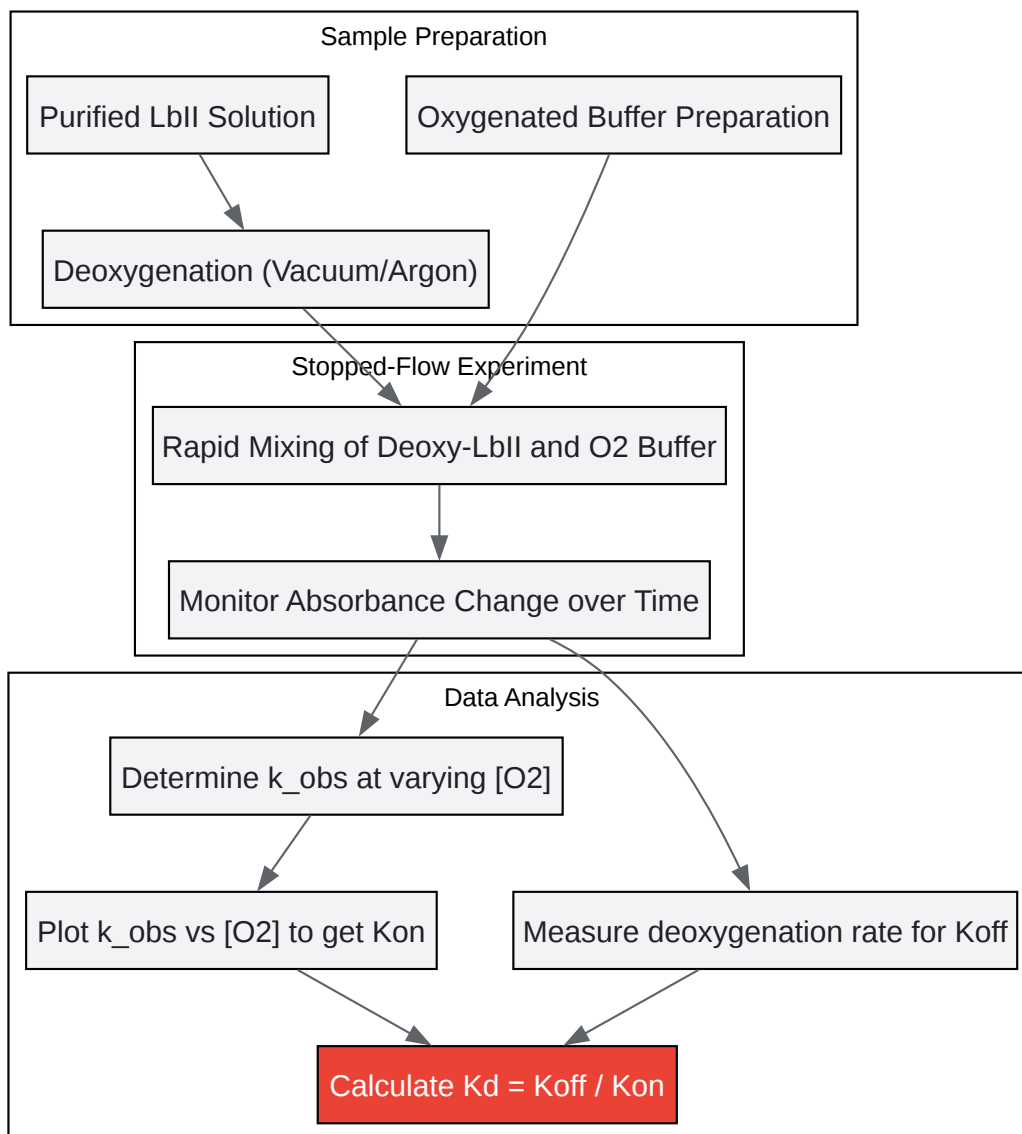 Sample Preparation
Purified LbII Solution
Oxygenated Buffer Preparation
Deoxygenation (Vacuum/Argon)
Stopped-Flow Experiment
Rapid Mixing of Deoxy-LbII and O2 Buffer
Monitor Absorbance Change over Time
Data Analysis
Determine k_obs at varying [O2]
Plot k_obs vs [O2] to get Kon
Measure deoxygenation rate for Koff
Calculate Kd = Koff / Kon